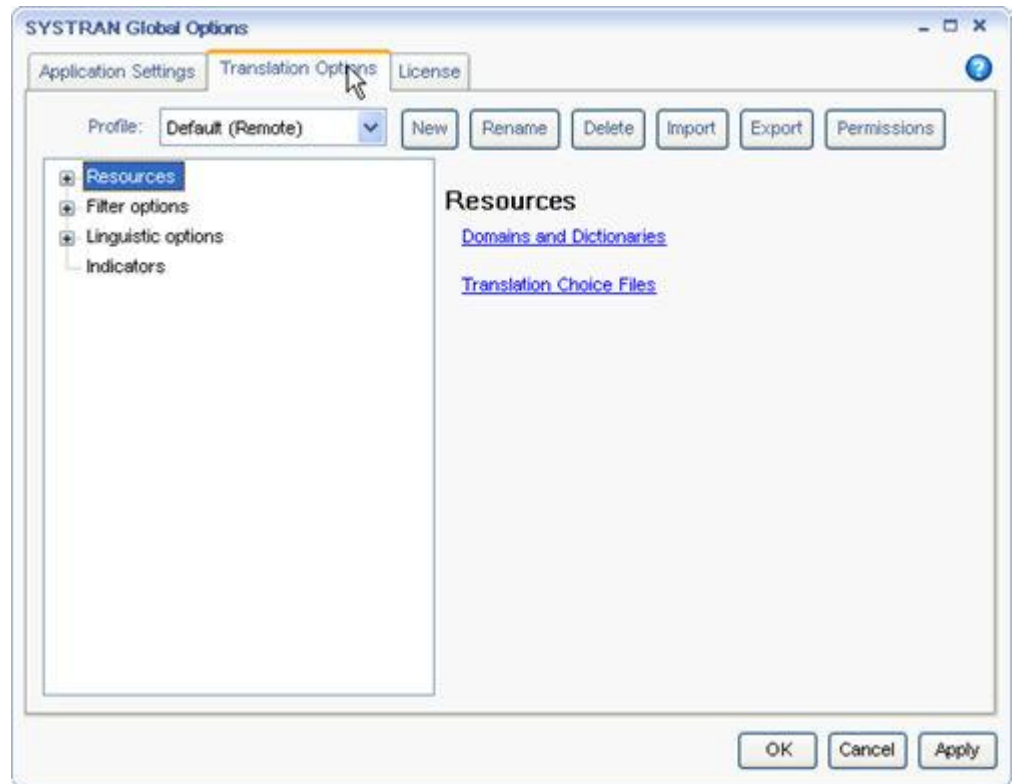 SYSTRAN Global Options
Application Settings Translation Options License
Profile: Default (Remote) New Rename Delete Import Export Permissions
Resources
Filter options
Linguistic options
Indicators
Resources
Domains and Dictionaries
Translation Choice Files
OK Cancel Apply